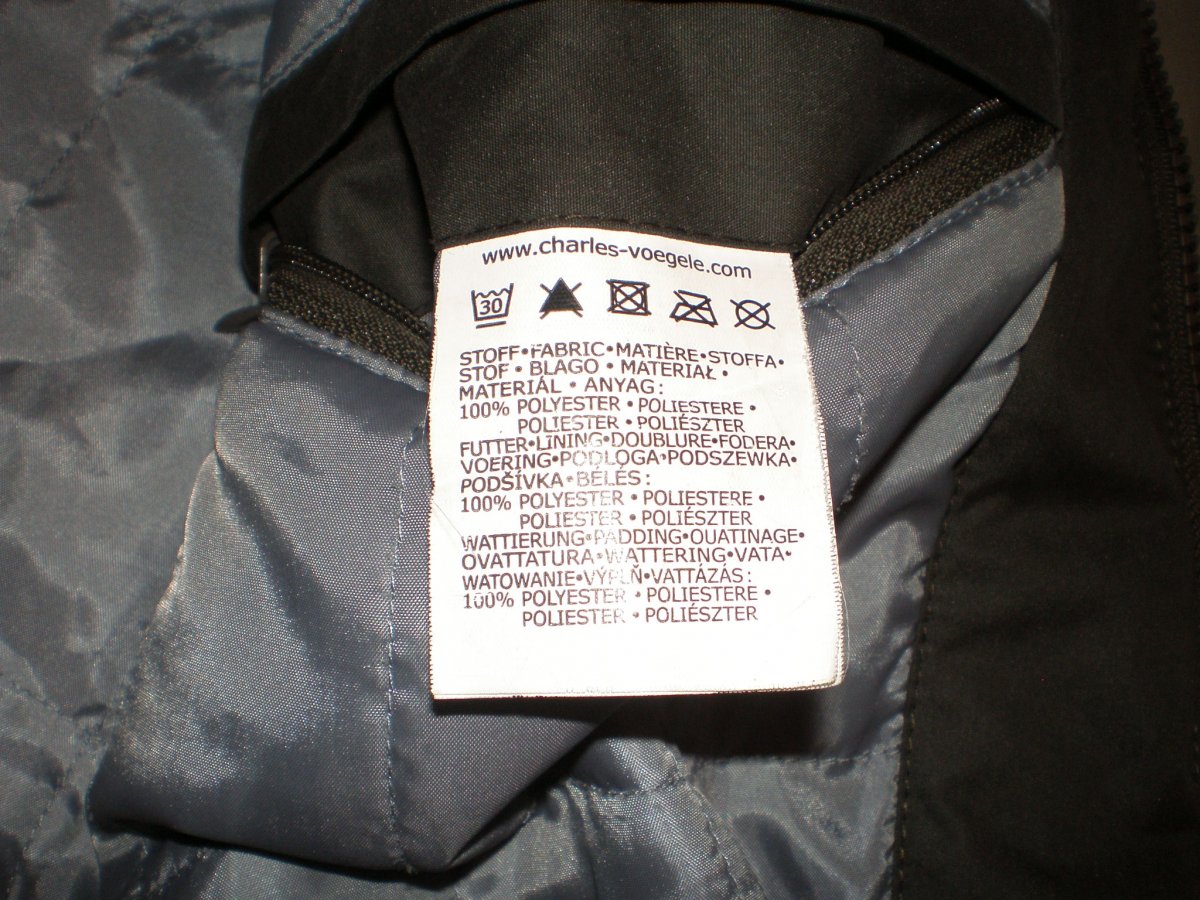 www.charles-voegele.com
30
STOFF•FABRIC•MATIÈRE•STOFFA•
STOF • BLAGO • MATERIAŁ •
MATERIÁL • ANYAG:
100% POLYESTER • POLIESTERE •
POLIESTER • POLIÉSZTER
FUTTER•LINING•DOUBLURE•FODERA•
VOERING•PODLOGA•PODSZEWKA•
PODŠÍVKA•BÉLÉS:
100% POLYESTER • POLIESTERE •
POLIESTER • POLIÉSZTER
WATTIERUNG•PADDING•OUATINAGE•
OVATTATURA•WATTERING•VATA•
WATOWANIE•VÝPLŇ•VATTÁZÁS:
100% POLYESTER • POLIESTERE •
POLIESTER • POLIÉSZTER